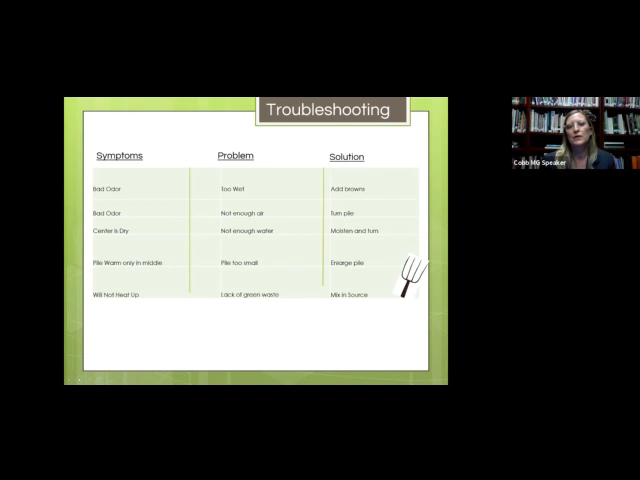 Troubleshooting
Symptoms Problem Solution
Bad Odor Too Wet Add browns
Bad Odor Not enough air Turn pile
Center is Dry Not enough water Moisten and turn
Pile Warm only in middle Pile too small Enlarge pile
Will Not Heat Up Lack of green waste Mix in Source
Cobb MG Speaker